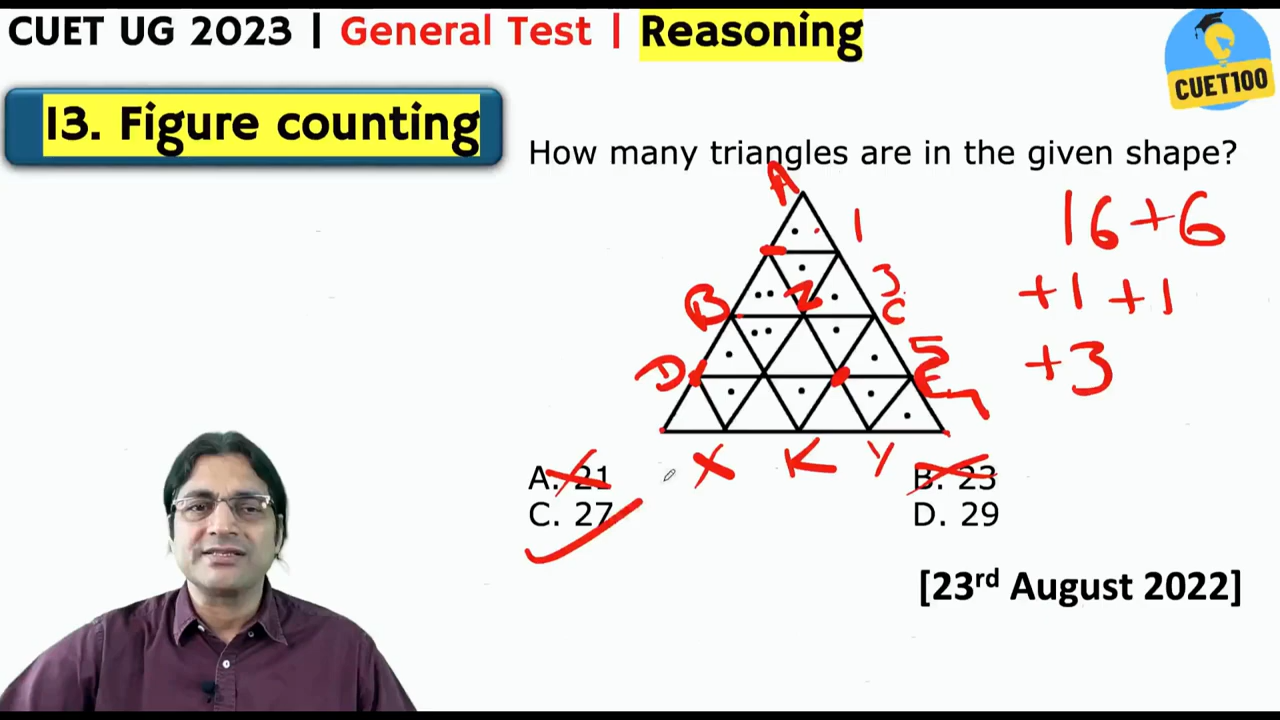 CUET UG 2023 | General Test | Reasoning
CUET100
13. Figure counting
How many triangles are in the given shape?
A
1
16+6
3
+1 +1
B
Z
C
5
+3
D
E
7
X
K
Y
A. 21
B. 23
C. 27
D. 29
[23rd August 2022]